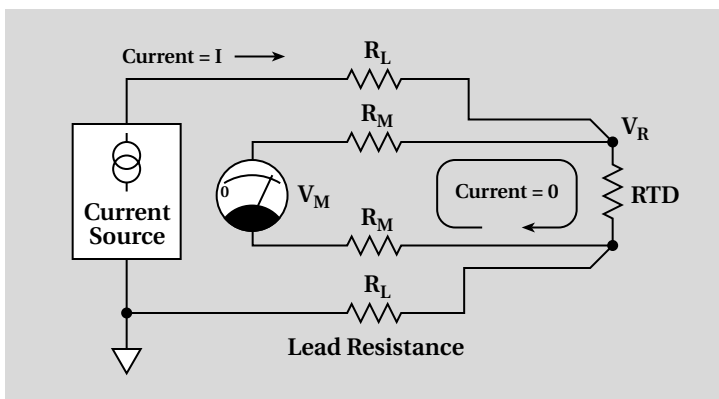 Current = I
R_L
R_M
V_R
0
V_M
Current = 0
RTD
Current
Source
R_M
R_L
Lead Resistance